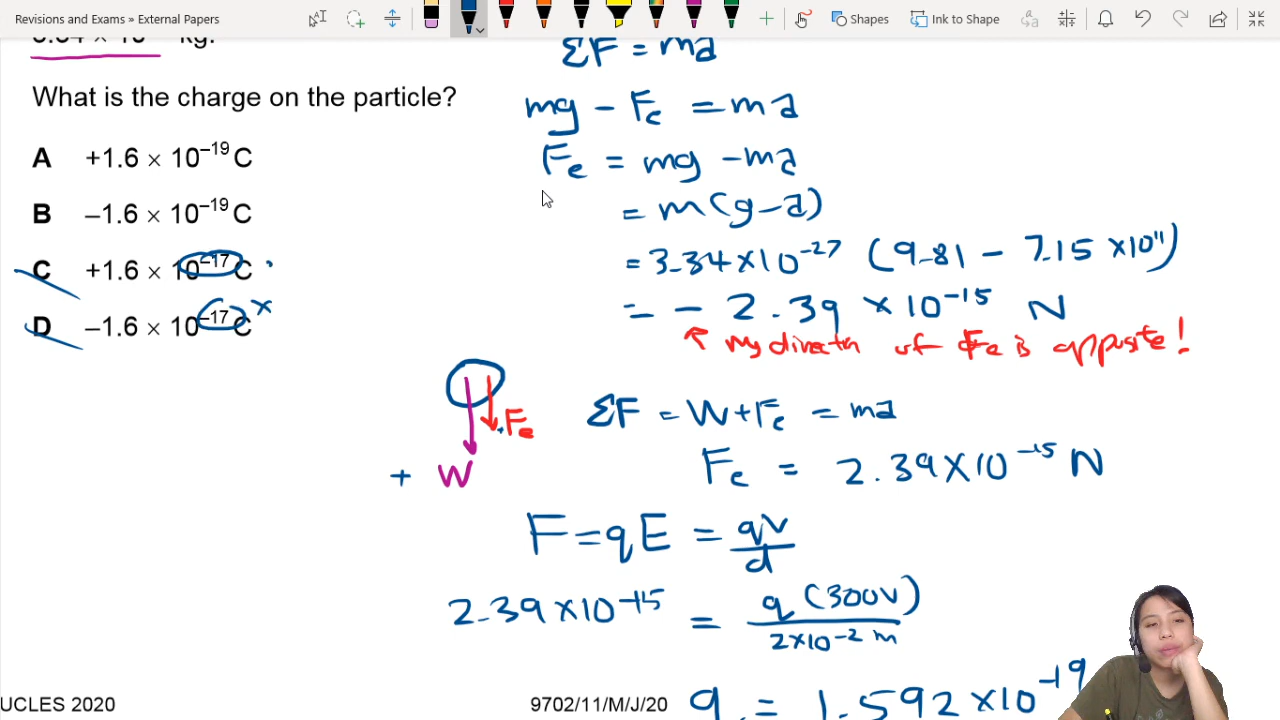 Revisions and Exams » External Papers
Shapes
Ink to Shape
What is the charge on the particle?
A +1.6 × 10⁻¹⁹ C
B –1.6 × 10⁻¹⁹ C
C +1.6 × 10⁻¹⁷ C
D –1.6 × 10⁻¹⁷ C x
ΣF = ma
mg - Fe = ma
Fe = mg - ma
= m(g-a)
= 3.34 × 10⁻²⁷ (9.81 - 7.15 × 10¹¹)
= - 2.39 × 10⁻¹⁵ N
my direction of Fe is opposite!
Fe
+ W
ΣF = W + Fe = ma
Fe = 2.39 × 10⁻¹⁵ N
F = qE = qV/d
2.39 × 10⁻¹⁵ = q (300V) / 2×10⁻² m
q = 1.592 × 10⁻¹⁹
UCLES 2020
9702/11/M/J/20